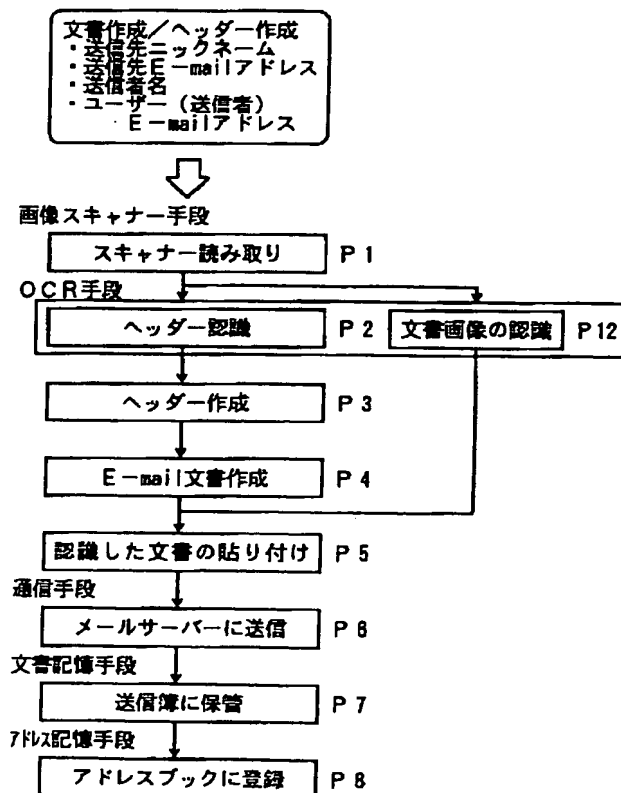 文書作成／ヘッダー作成
・送信先ニックネーム
・送信先Ｅ－mailアドレス
・送信者名
・ユーザー（送信者）
Ｅ－mailアドレス
画像スキャナー手段
スキャナー読み取り Ｐ１
ＯＣＲ手段
ヘッダー認識 Ｐ２ 文書画像の認識 Ｐ12
ヘッダー作成 Ｐ３
Ｅ－mail文書作成 Ｐ４
認識した文書の貼り付け Ｐ５
通信手段
メールサーバーに送信 Ｐ６
文書記憶手段
送信簿に保管 Ｐ７
ｱﾄﾞﾚｽ記憶手段
アドレスブックに登録 Ｐ８